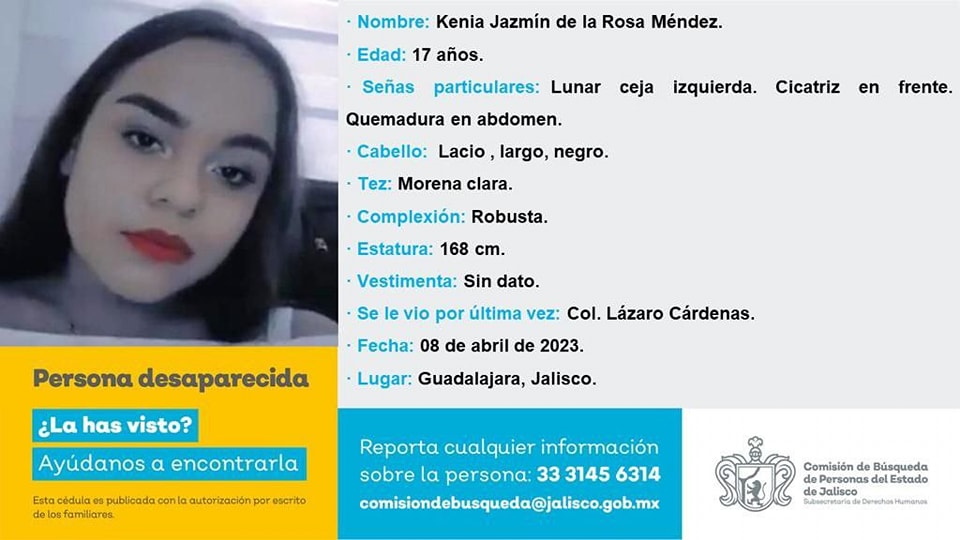 Persona desaparecida
¿La has visto?
Ayúdanos a encontrarla
Esta cédula es publicada con la autorización por escrito
de los familiares.
· Nombre: Kenia Jazmín de la Rosa Méndez.
· Edad: 17 años.
· Señas particulares: Lunar ceja izquierda. Cicatriz en frente.
Quemadura en abdomen.
· Cabello: Lacio , largo, negro.
· Tez: Morena clara.
· Complexión: Robusta.
· Estatura: 168 cm.
· Vestimenta: Sin dato.
· Se le vio por última vez: Col. Lázaro Cárdenas.
· Fecha: 08 de abril de 2023.
· Lugar: Guadalajara, Jalisco.
Reporta cualquier información
sobre la persona: 33 3145 6314
comisiondebusqueda@jalisco.gob.mx
Comisión de Búsqueda
de Personas del Estado
de Jalisco
Subsecretaría de Derechos Humanos